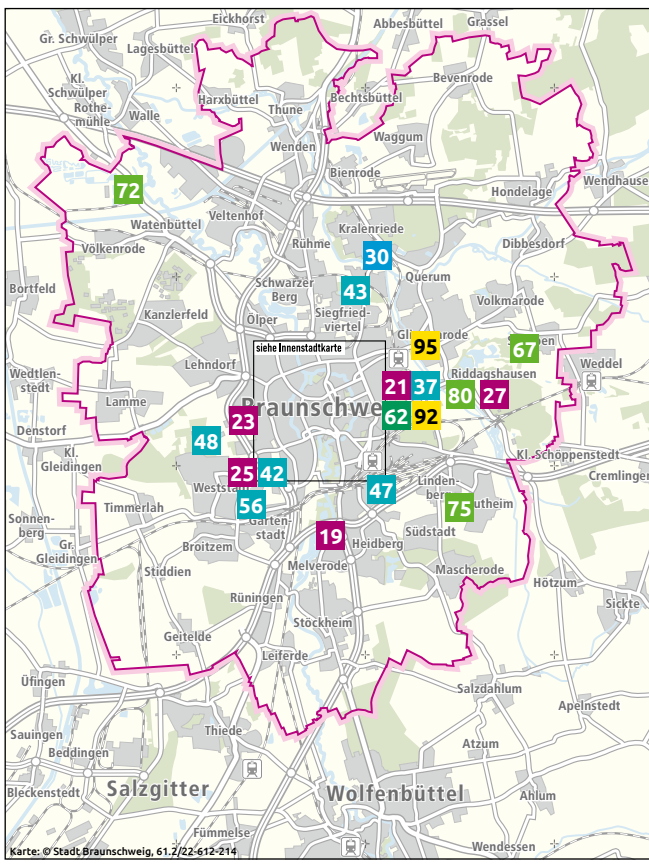 Eickhorst
Abbesbüttel
Grassel
Gr. Schwülper
Lagesbüttel
Bevenrode
Kl.
Schwülper
Rothe-
mühle
Walle
Harxbüttel
Thune
Bechtsbüttel
Waggum
Wenden
Bienrode
Wendhause
72
Hondelage
Veltenhof
Watenbüttel
Kralenriede
Rühme
Dibbesdorf
Völkenrode
30
Querum
Bortfeld
Schwarzer
Berg
43
Volkmarode
Kanzlerfeld
Siegfried-
viertel
Ölper
95
67
siehe Innenstadtkarte
Lehndorf
Weddel
Riddagshausen
Wedtlen-
stedt
21
37
80
27
Lamme
Braunschwe
23
62
92
Denstorf
48
Kl.
Gleidingen
Kl. Schöppenstedt
25
42
Cremlingen
Weststadt
47
Linden-
berg
56
Timmerlah
75
Sonnen-
berg
Garten-
stadt
Südstadt
19
Broitzem
Heidberg
Gr.
Gleidingen
Melverode
Mascherode
Stiddien
Hötzum
Rüningen
Sickte
Stöckheim
Geitelde
Leiferde
Üfingen
Salzdahlum
Apelnstedt
Sauingen
Thiede
Beddingen
Atzum
Bleckenstedt
Salzgitter
Wolfenbüttel
Ahlum
Fümmelse
Wendessen
Karte: © Stadt Braunschweig, 61.2/22-612-214